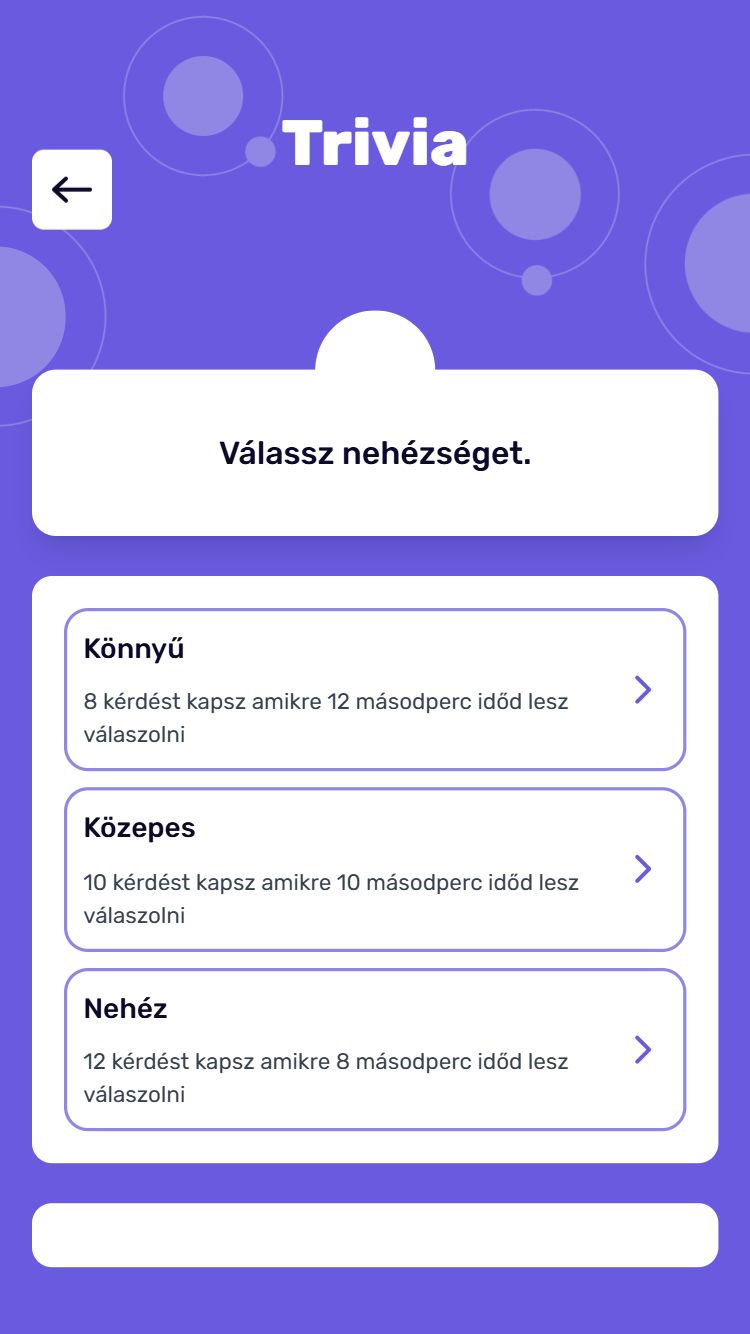 Trivia
Válassz nehézséget.
Könnyű
8 kérdést kapsz amikre 12 másodperc időd lesz
válaszolni
Közepes
10 kérdést kapsz amikre 10 másodperc időd lesz
válaszolni
Nehéz
12 kérdést kapsz amikre 8 másodperc időd lesz
válaszolni